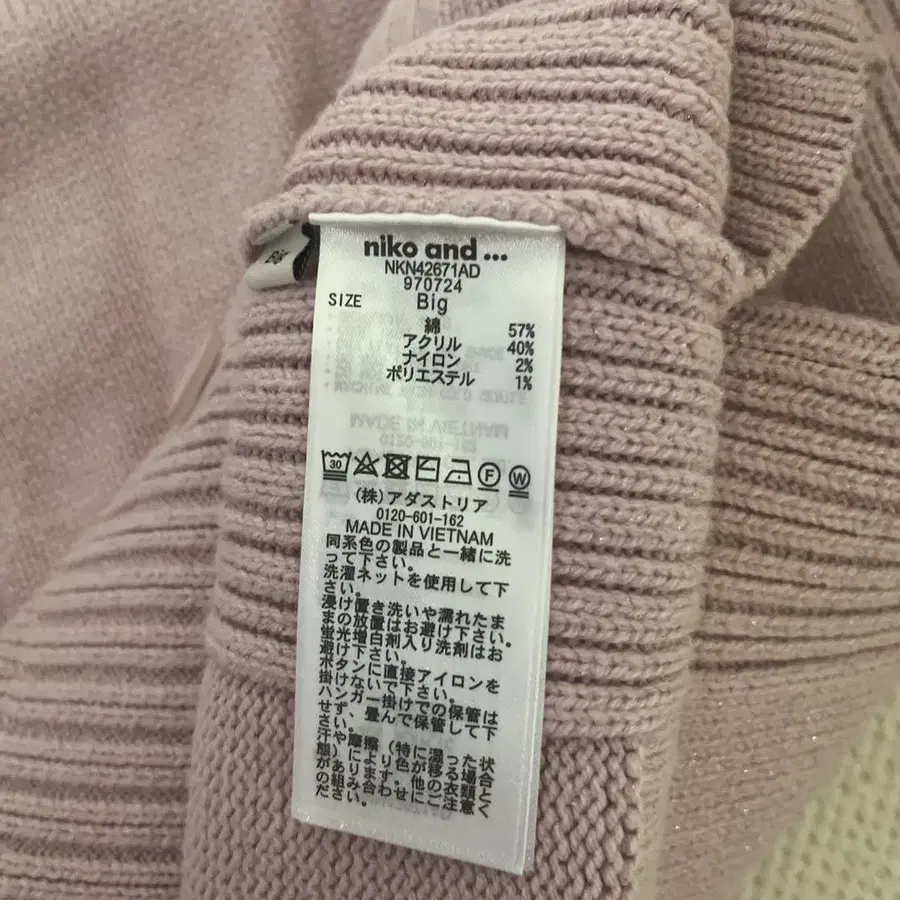 niko and ...
NKN42671AD
970724
SIZE Big
綿 57%
アクリル 40%
ナイロン 2%
ポリエステル 1%
30
F W
(株)アダストリア
0120-601-162
MADE IN VIETNAM
同系色の製品と一緒に洗
って下さい。
洗濯ネットを使用して下
さい。
浸け置き洗いや濡れたま
まの放置はお避け下さい。
蛍光増白剤入り洗剤はお
避け下さい。
ボタンに直接アイロンを
掛けないで下さい。
ハンガー掛けでの保管は
せず、畳んで保管して下
さい。
汗や摩擦(特に湿った状
態)により色が他の衣類
がありますの組み合わせにご注意
ください。